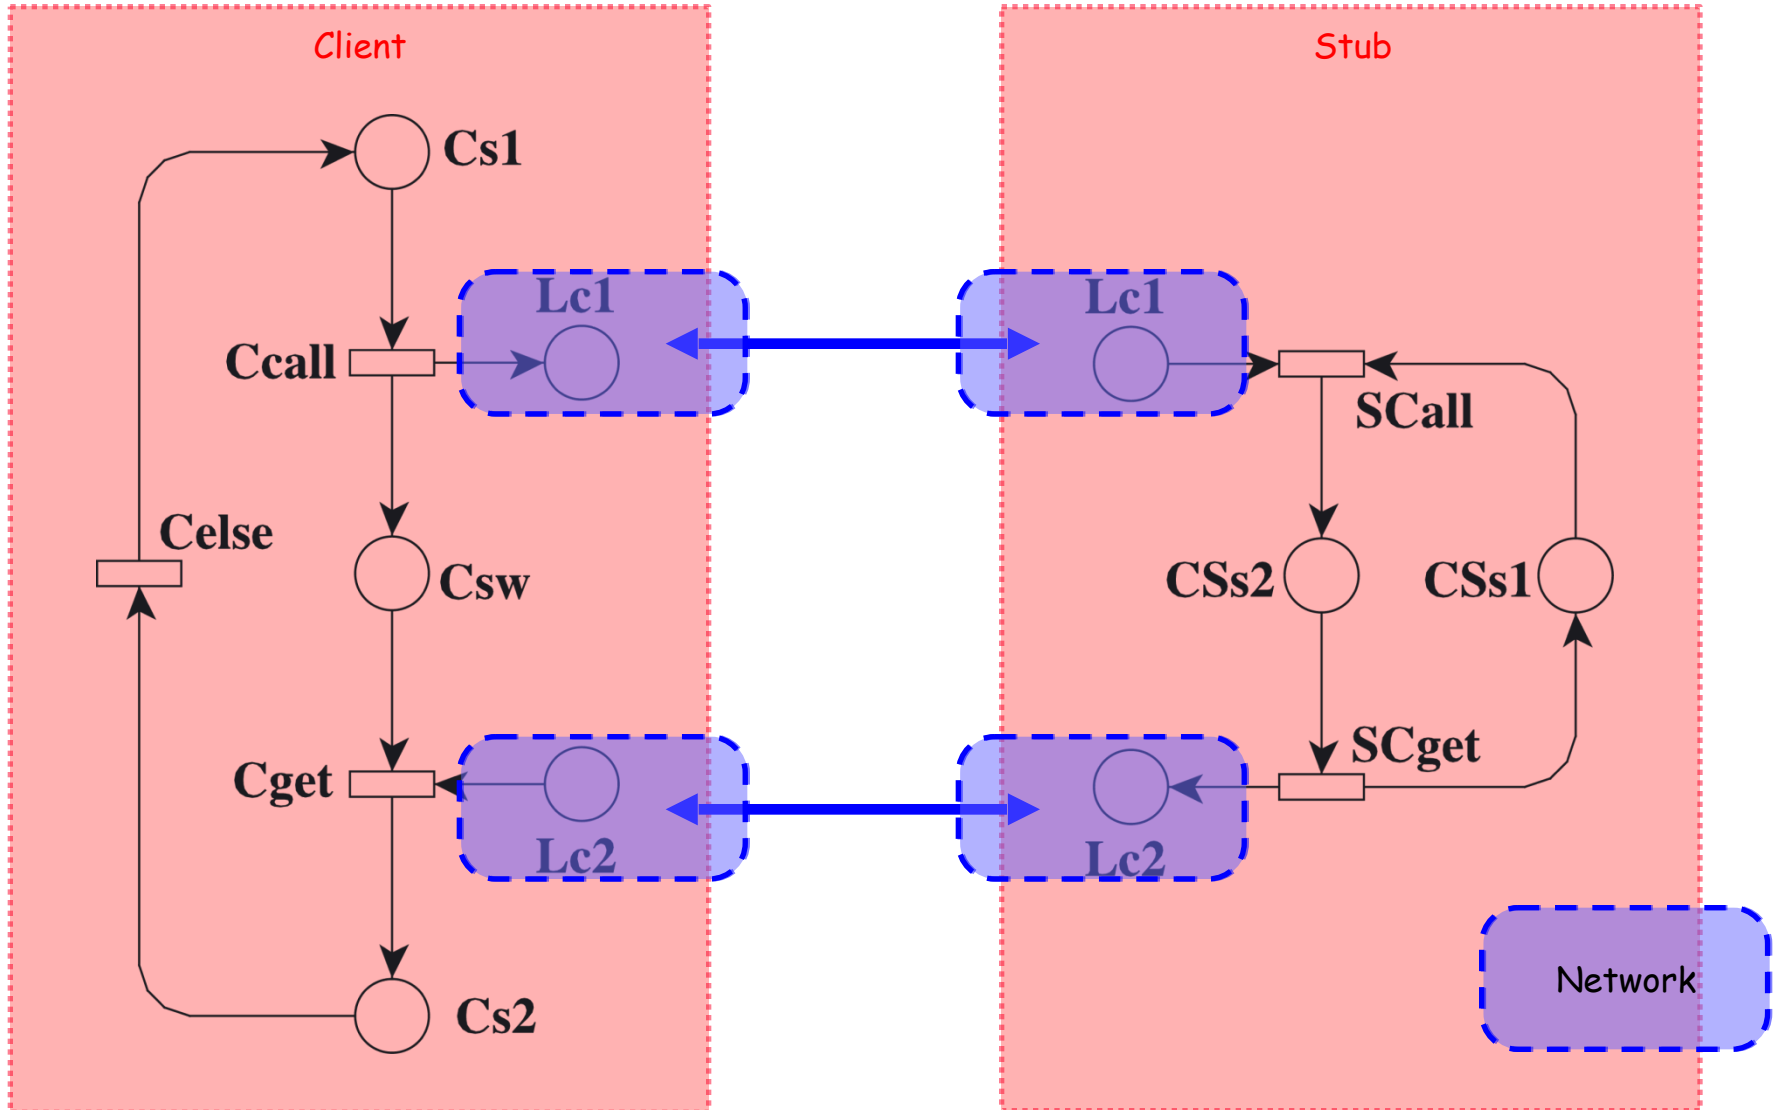 Client
Stub
Cs1
Lc1
Lc1
Ccall
SCall
Celse
Csw
CSs2
CSs1
SCget
Cget
Lc2
Lc2
Network
Cs2